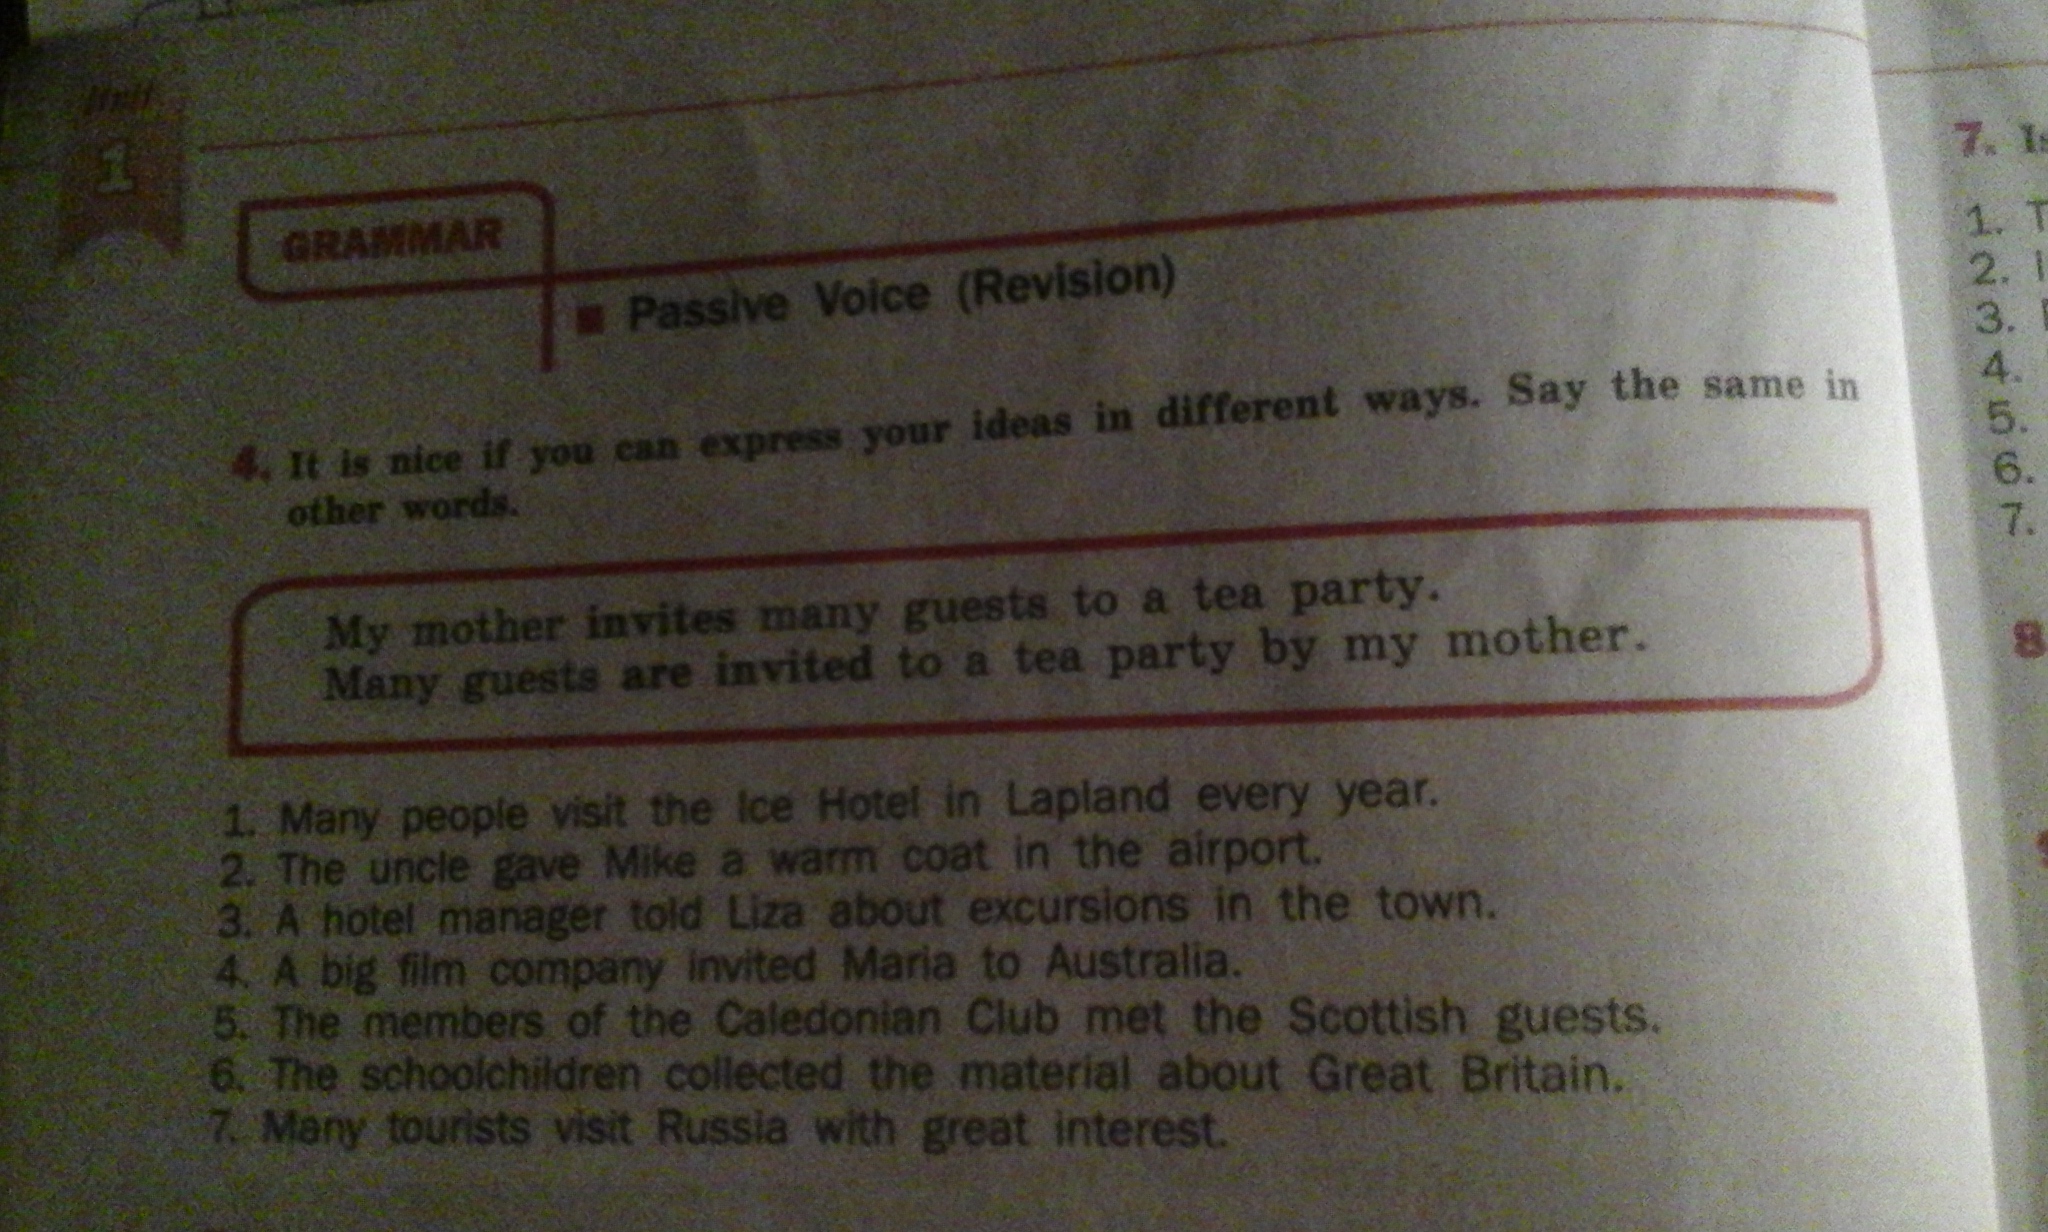 Unit
1
GRAMMAR
■ Passive Voice (Revision)
4. It is nice if you can express your ideas in different ways. Say the same in
other words.
My mother invites many guests to a tea party.
Many guests are invited to a tea party by my mother.
1. Many people visit the Ice Hotel in Lapland every year.
2. The uncle gave Mike a warm coat in the airport.
3. A hotel manager told Liza about excursions in the town.
4. A big film company invited Maria to Australia.
5. The members of the Caledonian Club met the Scottish guests.
6. The schoolchildren collected the material about Great Britain.
7. Many tourists visit Russia with great interest.
7. Is
1.
2.
3.
4.
5.
6.
7.
8